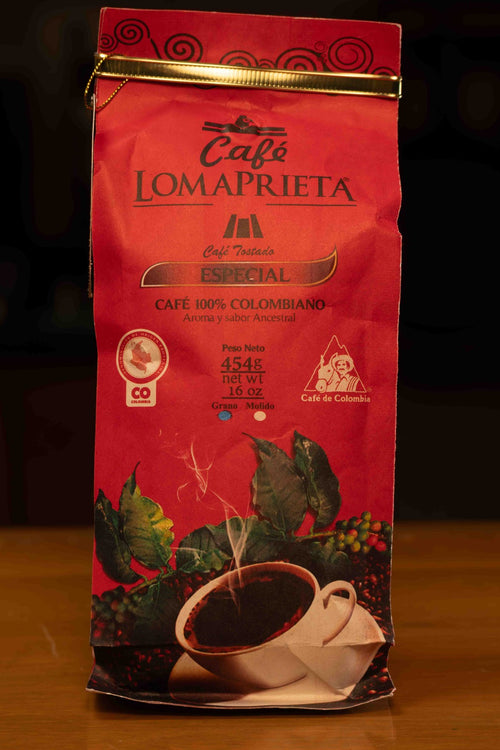 Café
LOMAPRIETA
Café Tostado
ESPECIAL
CAFÉ 100% COLOMBIANO
Aroma y sabor Ancestral
Peso Neto
454g
net wt
16 oz
Grano Molido
CO
COLOMBIA
Café de Colombia